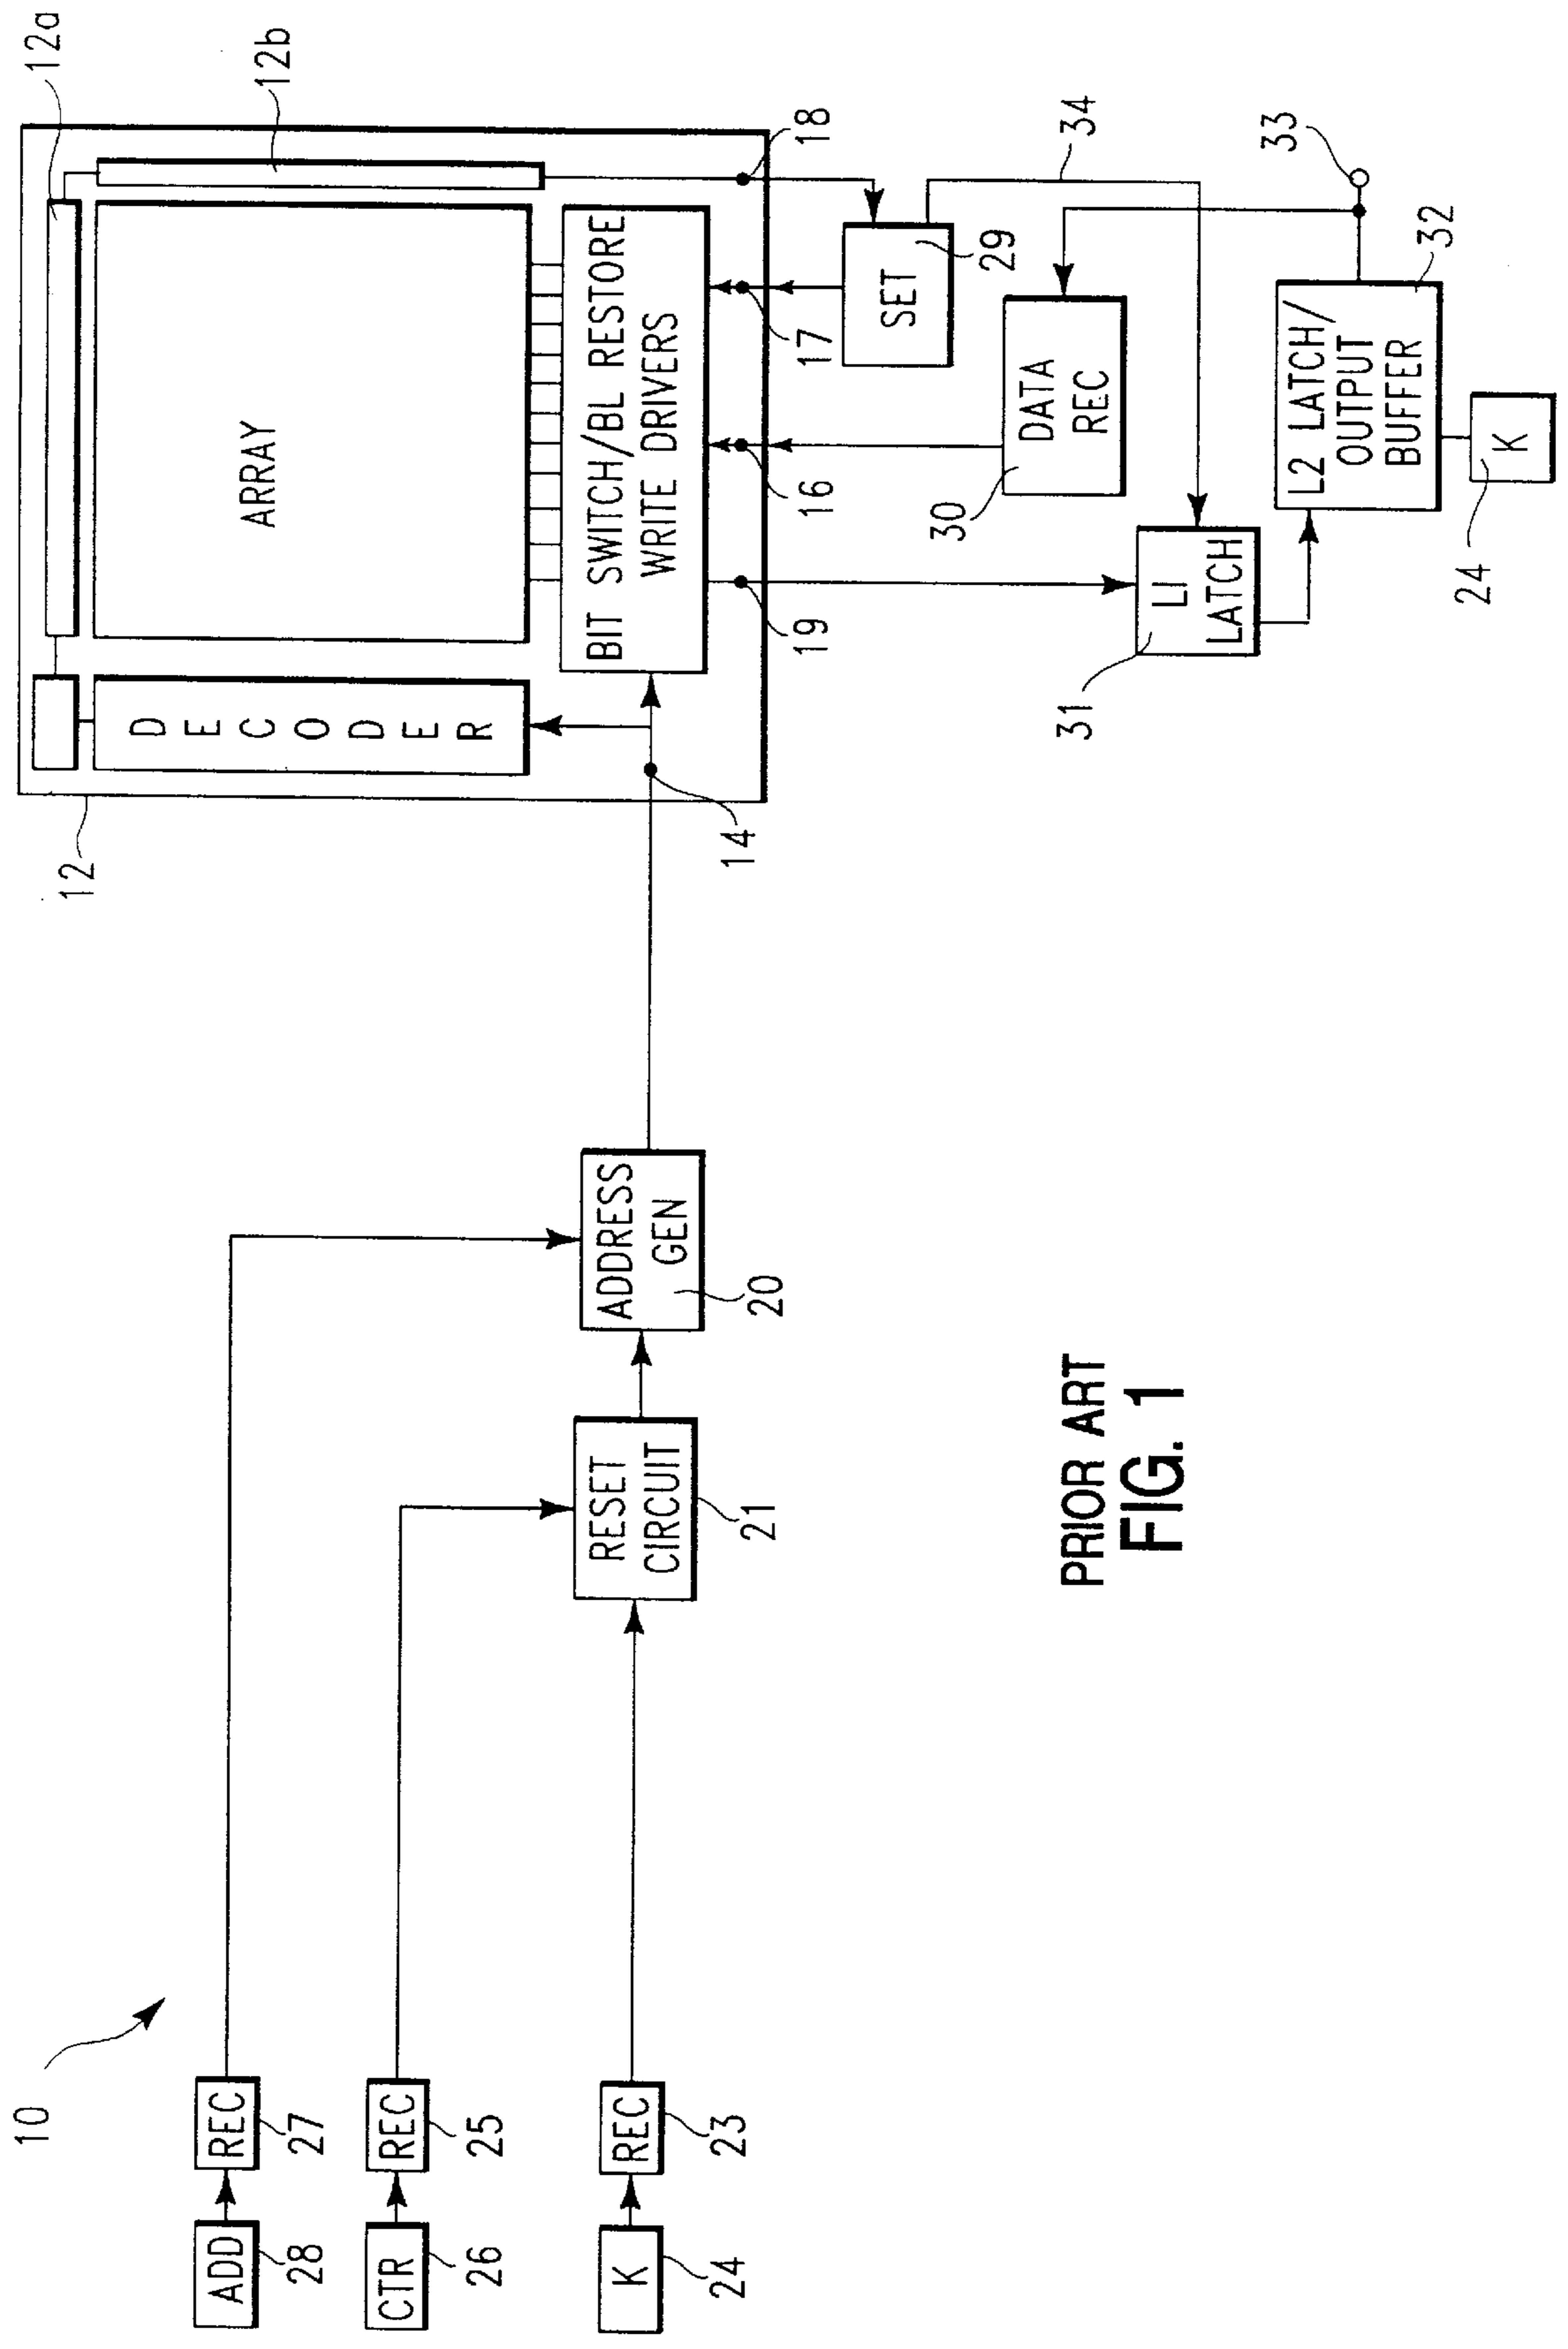 10
ADD
28
REC
27
CTR
26
REC
25
K
24
REC
23
RESET
CIRCUIT
21
ADDRESS
GEN
20
12
14
DECODER
ARRAY
12a
12b
BIT SWITCH/BL RESTORE
WRITE DRIVERS
19
16
17
18
SET
29
DATA
REC
30
34
LI
LATCH
31
L2 LATCH/
OUTPUT
BUFFER
32
33
K
24
PRIOR ART
FIG. 1